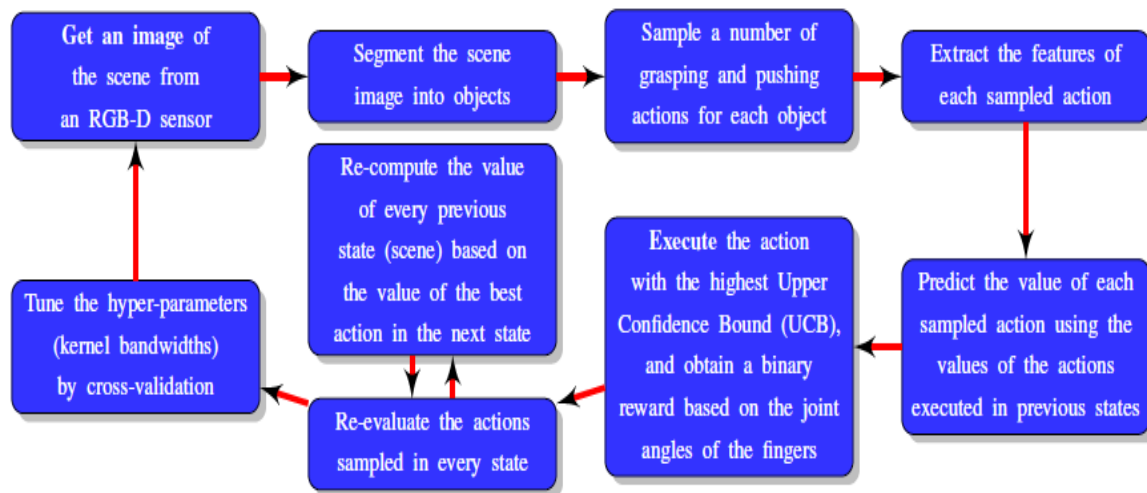 Get an image of
the scene from
an RGB-D sensor
Segment the scene
image into objects
Sample a number of
grasping and pushing
actions for each object
Extract the features of
each sampled action
Predict the value of each
sampled action using the
values of the actions
executed in previous states
Execute the action
with the highest Upper
Confidence Bound (UCB),
and obtain a binary
reward based on the joint
angles of the fingers
Re-evaluate the actions
sampled in every state
Re-compute the value
of every previous
state (scene) based on
the value of the best
action in the next state
Tune the hyper-parameters
(kernel bandwidths)
by cross-validation